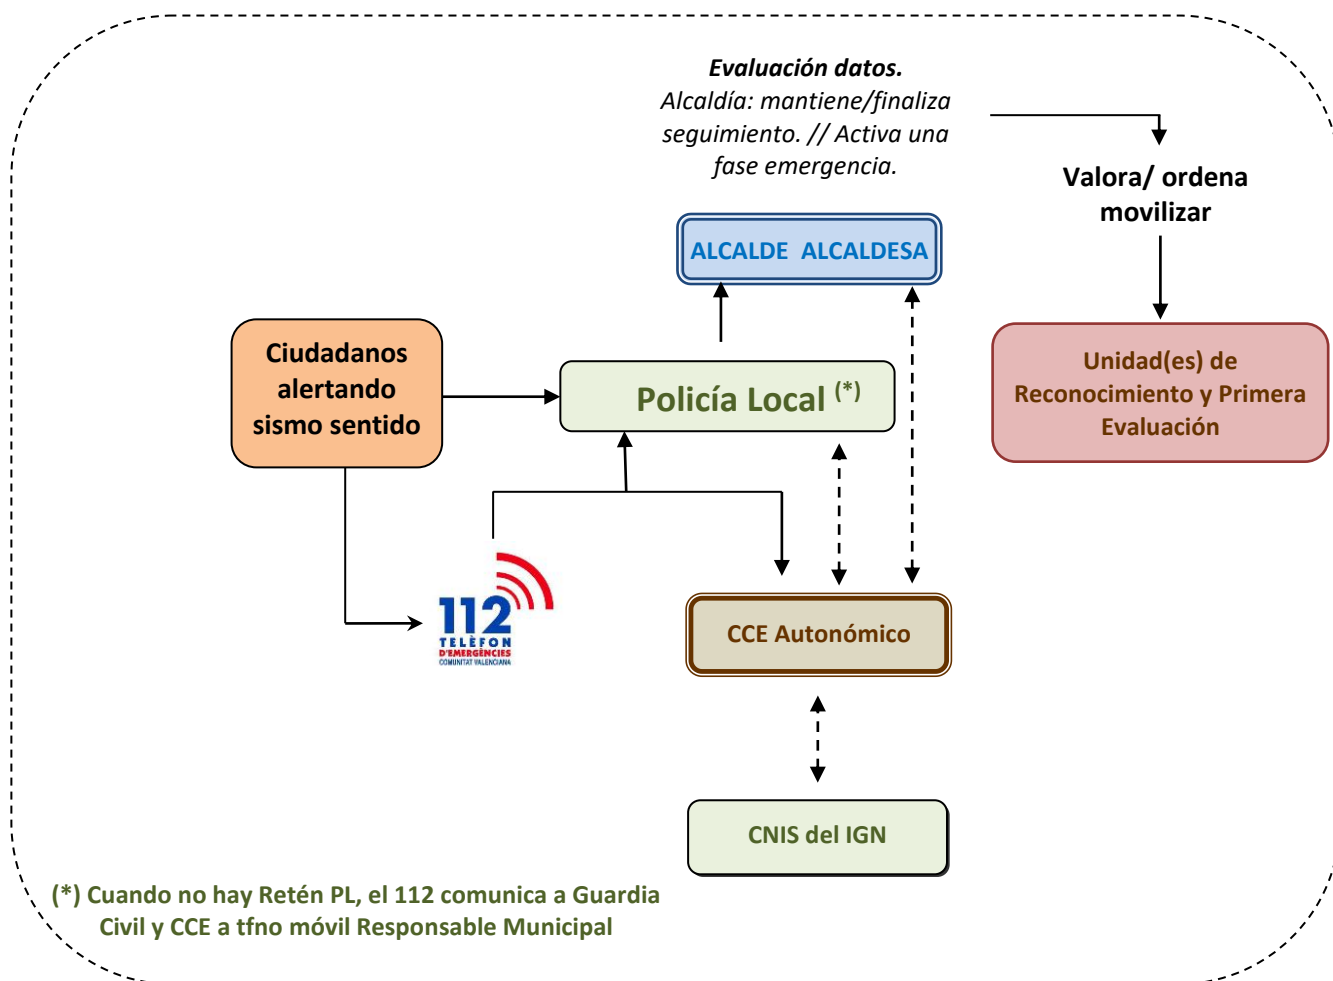 Evaluación datos.
Alcaldía: mantiene/finaliza
seguimiento. // Activa una
fase emergencia.
Valora/ ordena
movilizar
ALCALDE  ALCALDESA
Ciudadanos
alertando
sismo sentido
Policía Local (*)
Unidad(es) de
Reconocimiento y Primera
Evaluación
112
TELÈFON
D'EMERGÈNCIES
COMUNITAT VALENCIANA
CCE Autonómico
CNIS del IGN
(*) Cuando no hay Retén PL, el 112 comunica a Guardia
Civil y CCE a tfno móvil Responsable Municipal